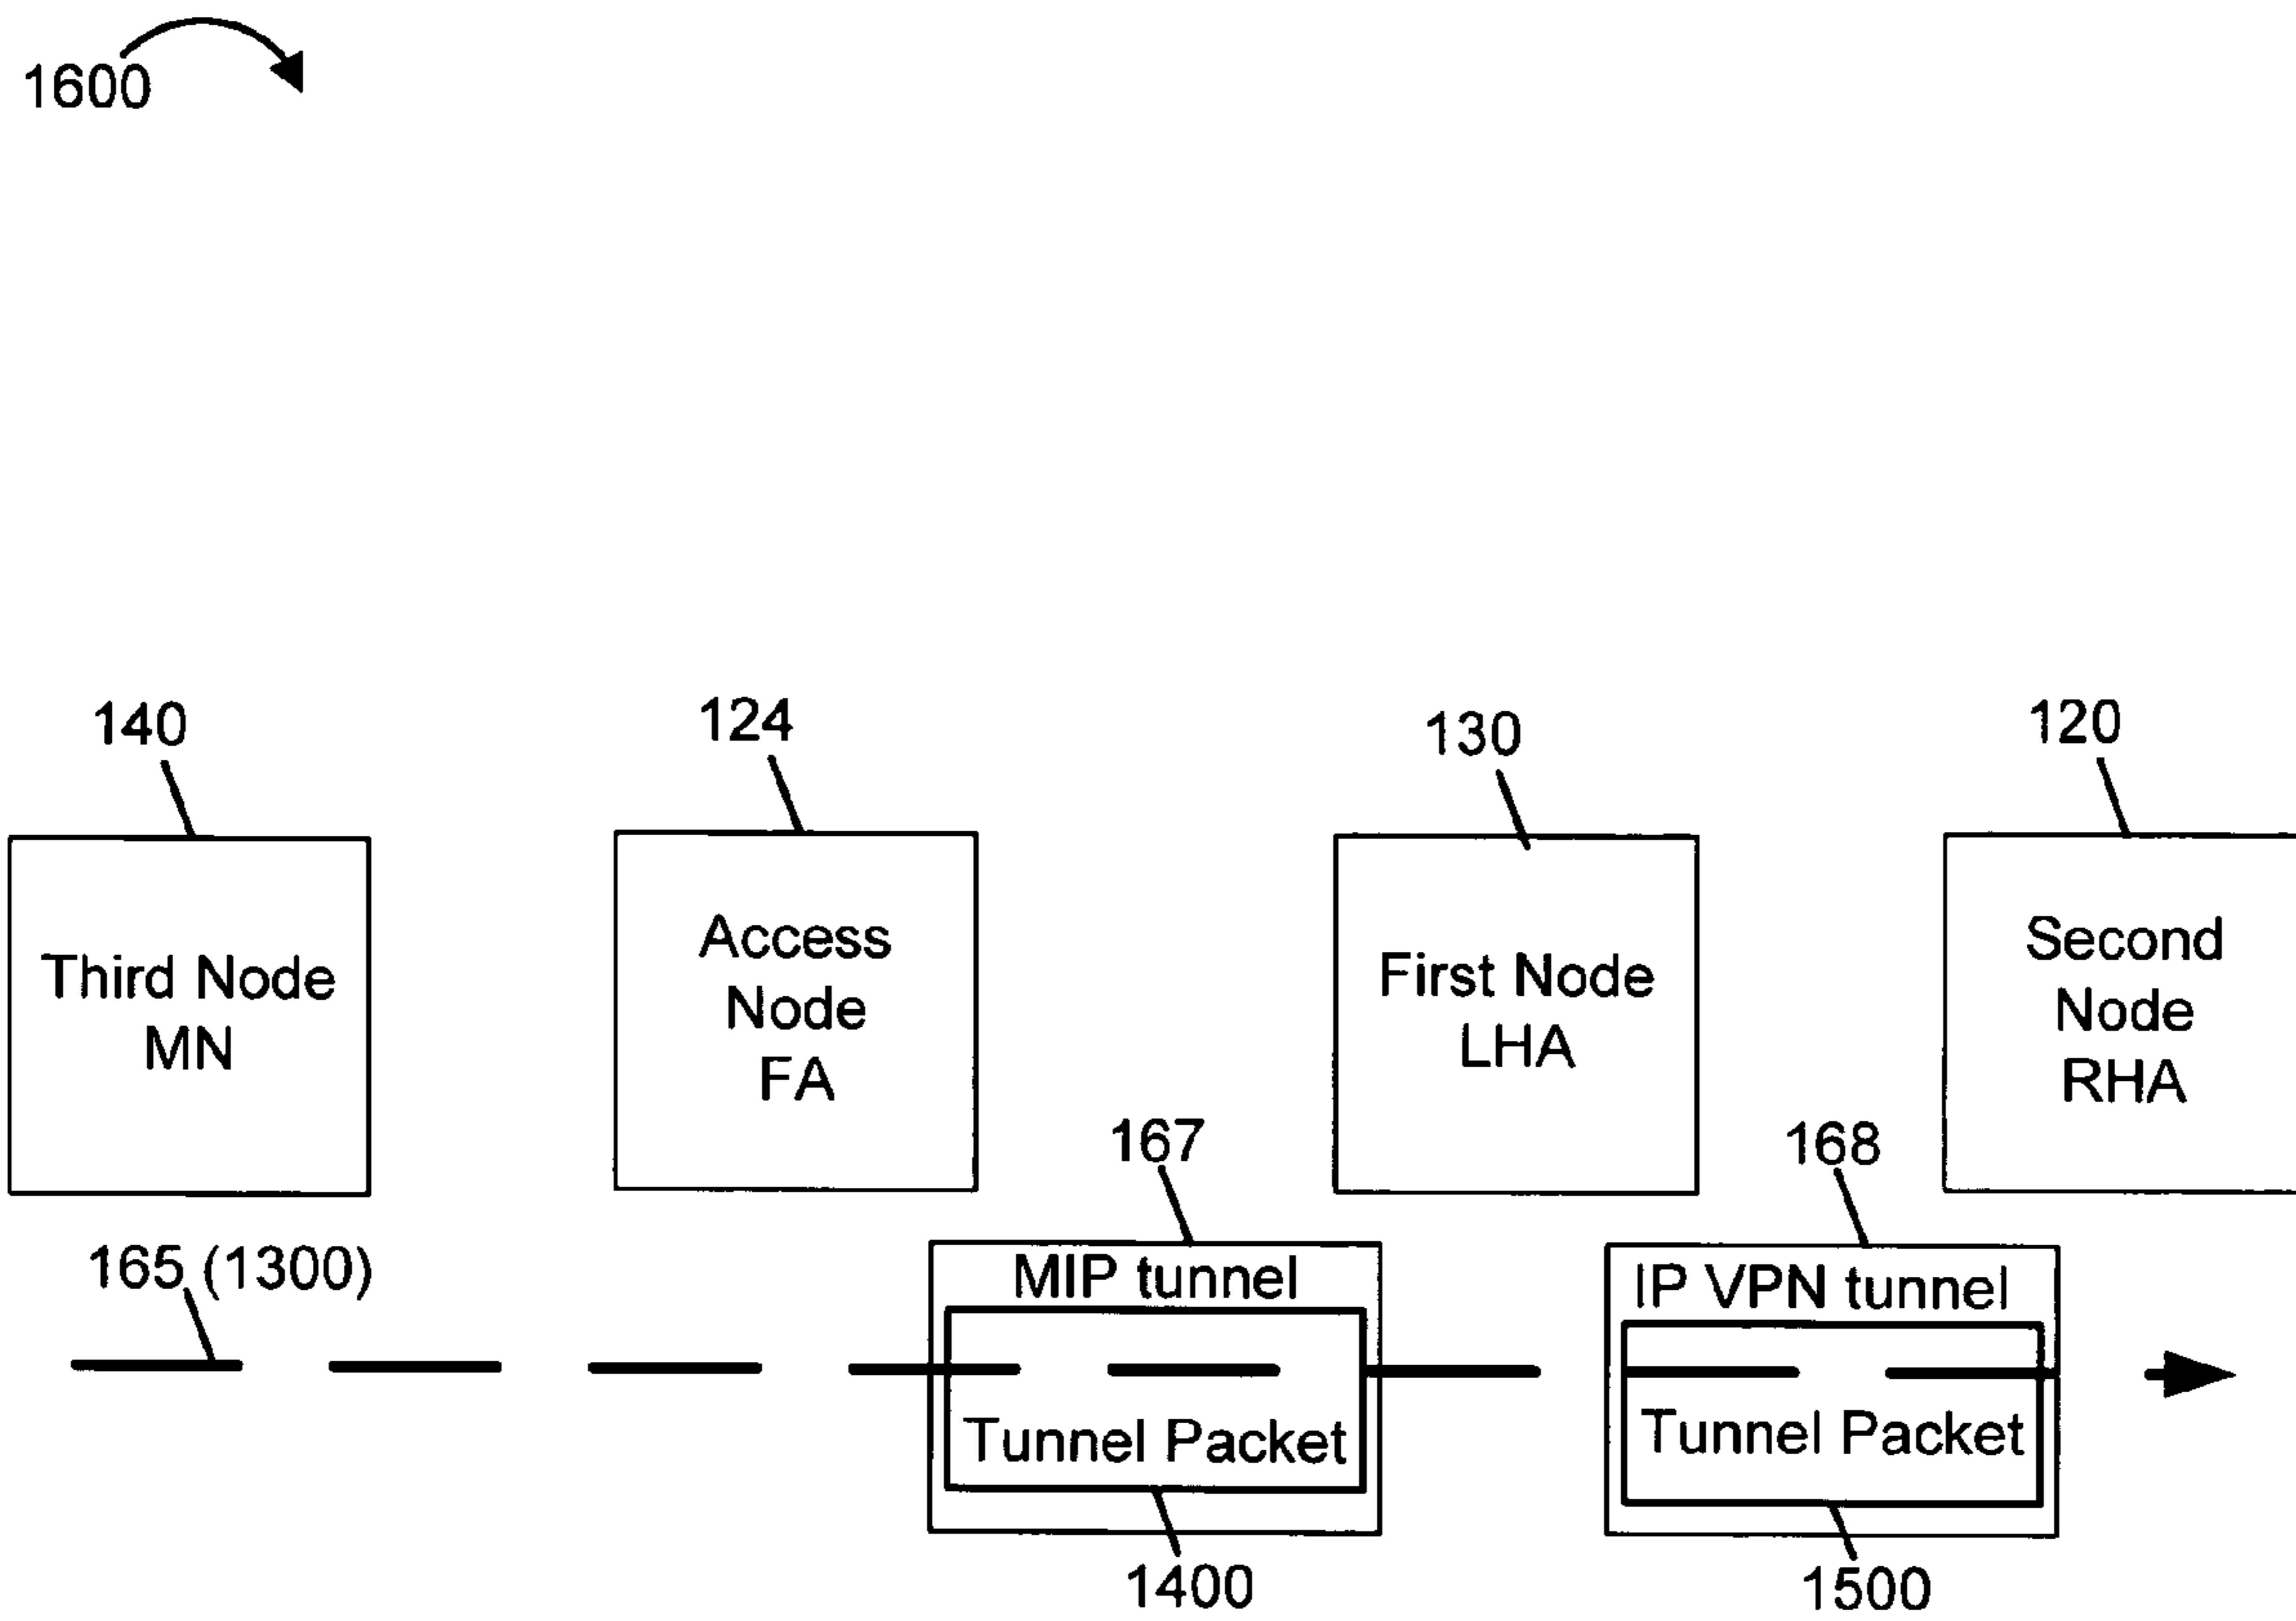 1600
140
124
130
120
Third Node
MN
Access
Node
FA
First Node
LHA
Second
Node
RHA
167
168
165 (1300)
MIP tunnel
IP VPN tunnel
Tunnel Packet
Tunnel Packet
1400
1500